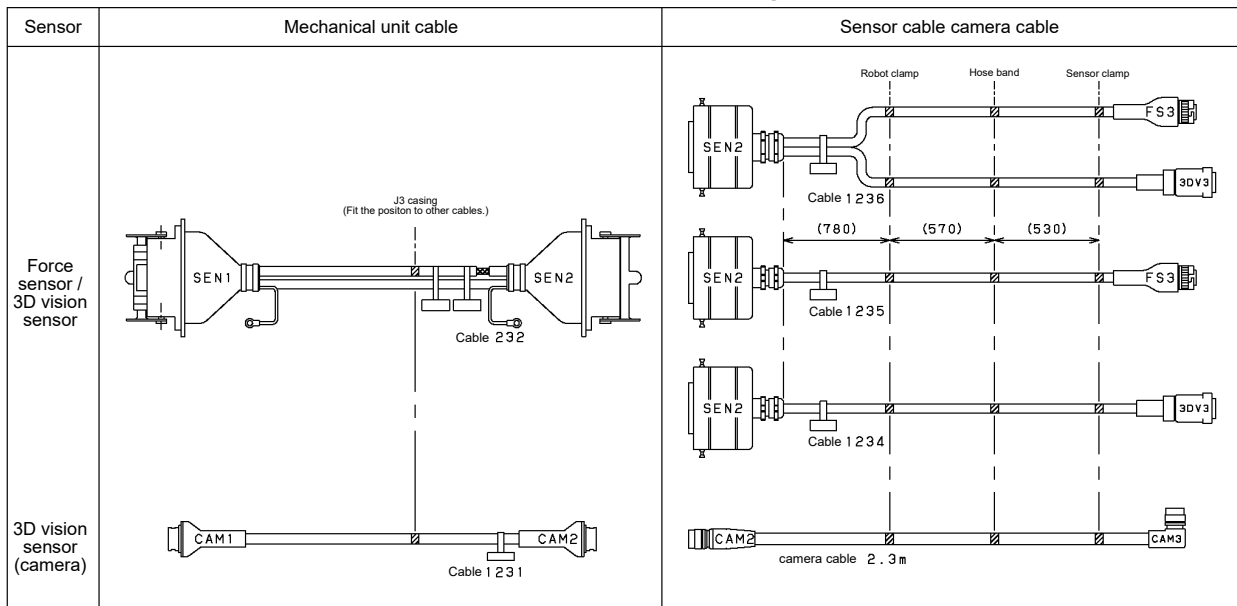 Sensor
Mechanical unit cable
Sensor cable camera cable
Force
sensor /
3D vision
sensor
J3 casing
(Fit the positon to other cables.)
SEN1
SEN2
Cable 232
Robot clamp
Hose band
Sensor clamp
SEN2
FS3
3DV3
Cable 1236
(780)
(570)
(530)
SEN2
FS3
Cable 1235
SEN2
3DV3
Cable 1234
3D vision
sensor
(camera)
CAM1
CAM2
Cable 1231
CAM2
CAM3
camera cable 2.3m